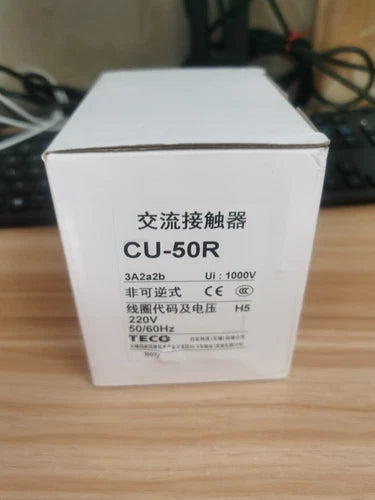 交流接触器
CU-50R
3A2a2b Ui : 1000V
非可逆式 CE CCC
线圈代码及电压 H5
220V
50/60Hz
TECO